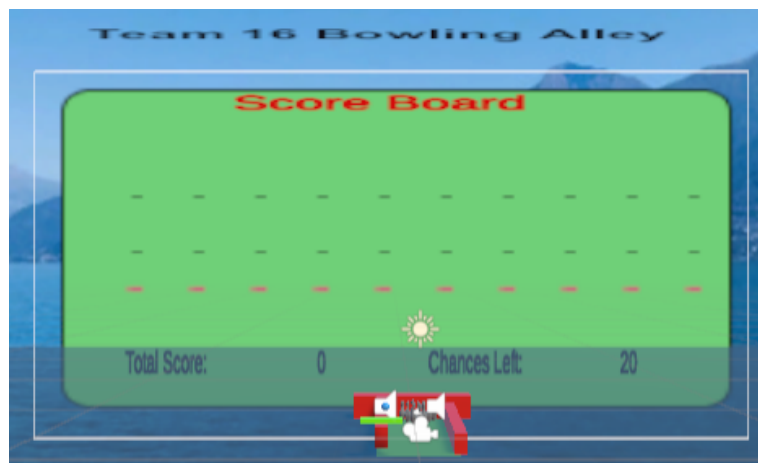 Team 16 Bowling Alley
Score Board
- - - - - - - - - -
- - - - - - - - - -
- - - - - - - - - -
Total Score: 0 Chances Left: 20